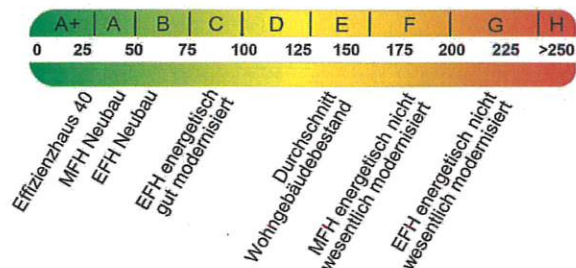 A+ A B C D E F G H
0 25 50 75 100 125 150 175 200 225 >250
Effizienzhaus 40
MFH Neubau
EFH Neubau
EFH energetisch
gut modernisiert
Durchschnitt
Wohngebäudebestand
MFH energetisch nicht
wesentlich modernisiert
EFH energetisch nicht
wesentlich modernisiert